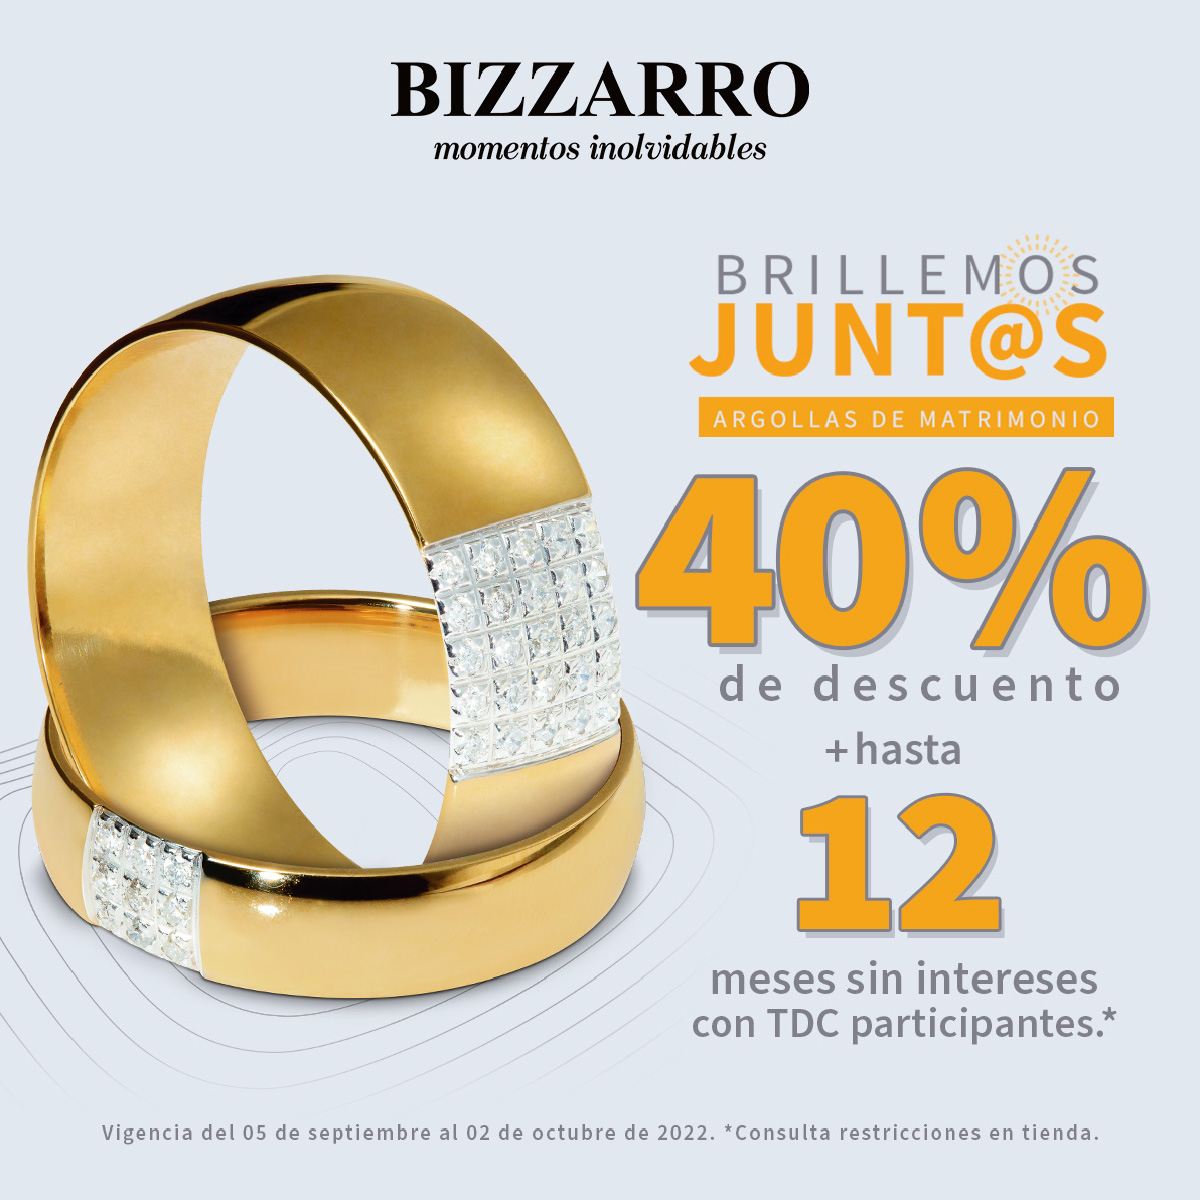 BIZZARRO
momentos inolvidables
BRILLEMOS
JUNT@S
ARGOLLAS DE MATRIMONIO
40%
de descuento
+hasta
12
meses sin intereses
con TDC participantes.*
Vigencia del 05 de septiembre al 02 de octubre de 2022. *Consulta restricciones en tienda.